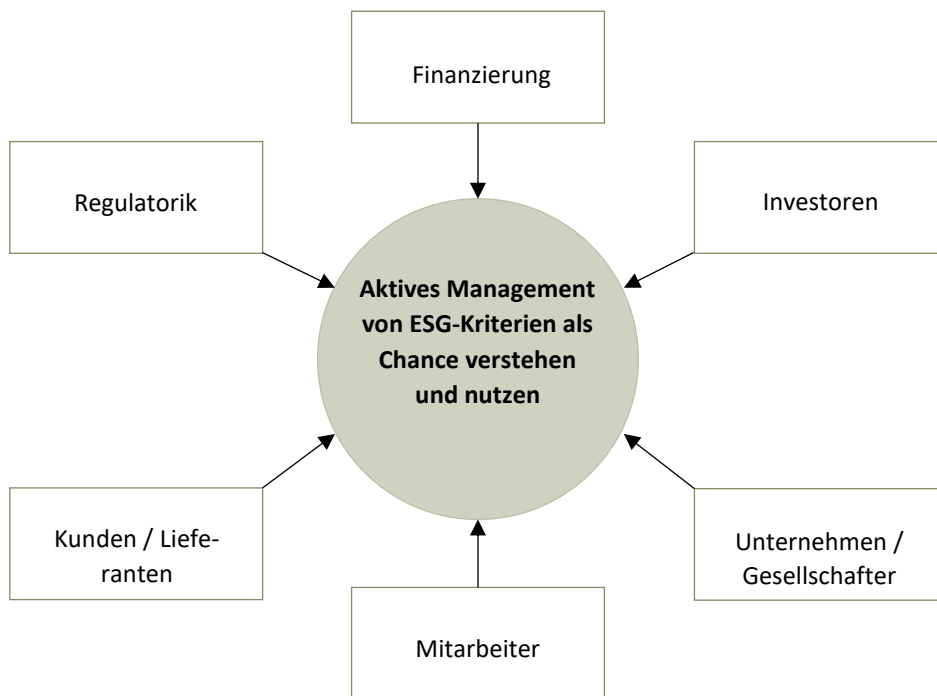 Finanzierung
Regulatorik
Investoren
Aktives Management
von ESG-Kriterien als
Chance verstehen
und nutzen
Kunden / Liefe-
ranten
Unternehmen /
Gesellschafter
Mitarbeiter